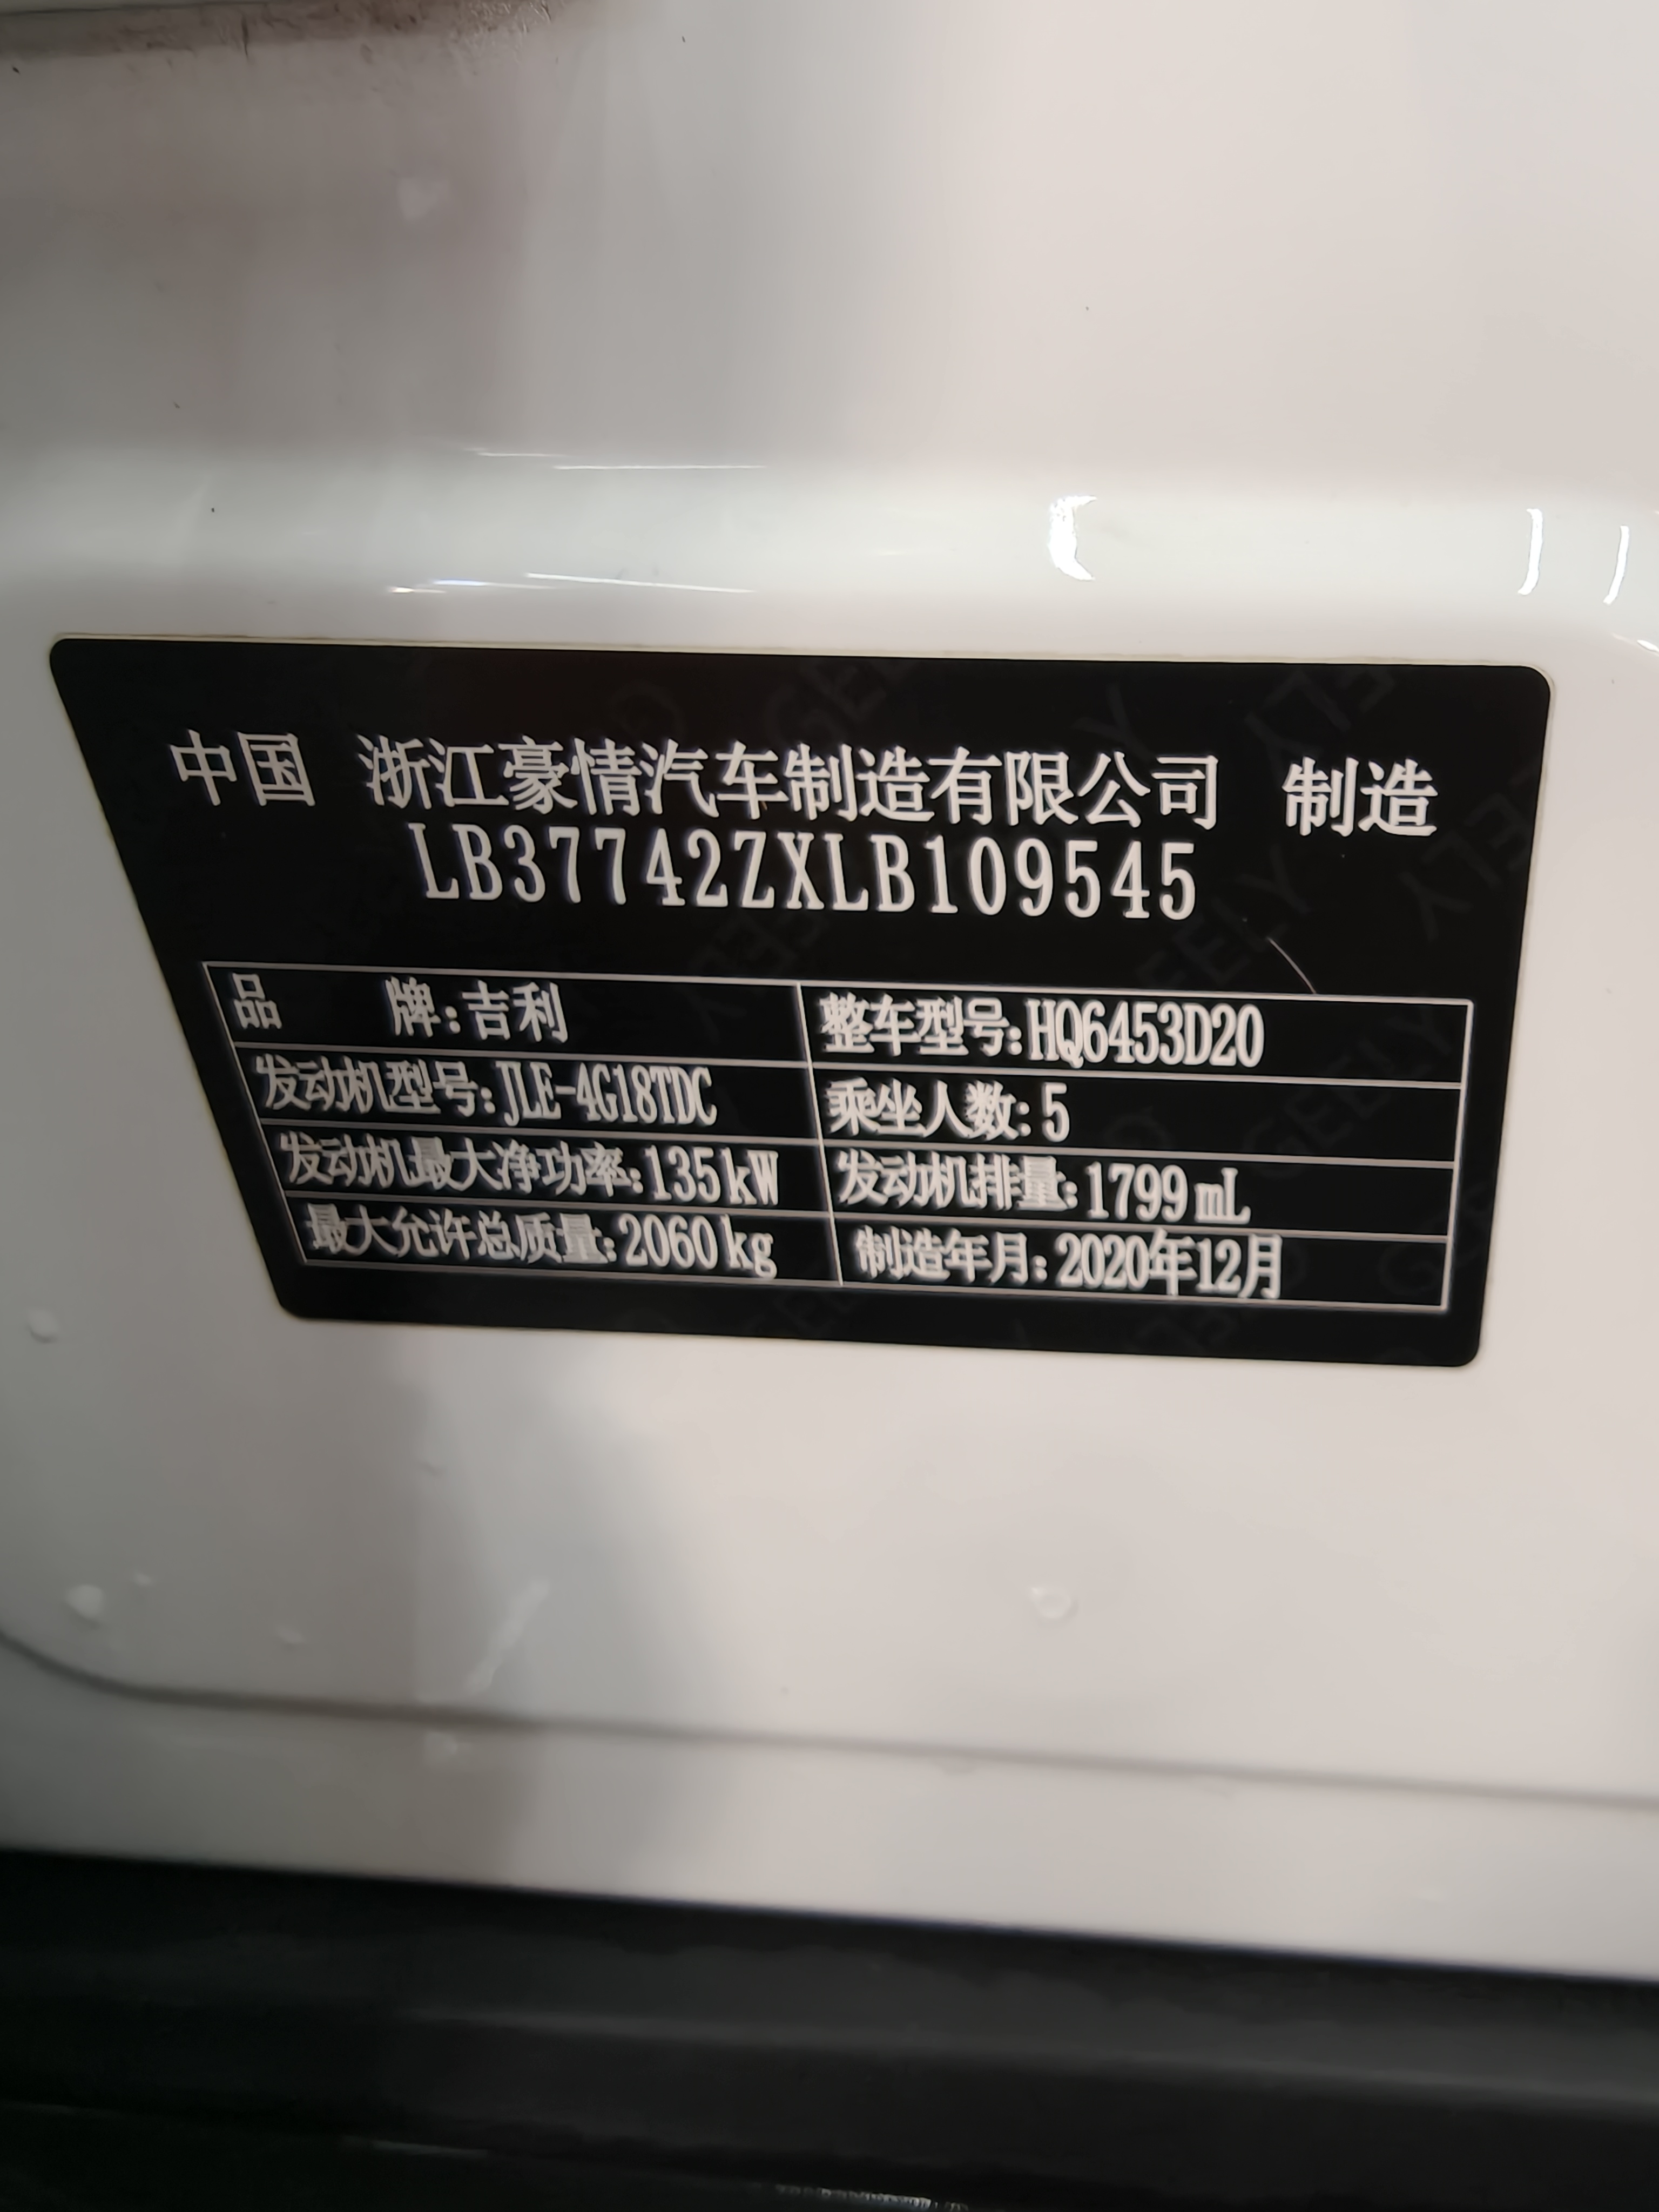 中国 浙江豪情汽车制造有限公司 制造
LB37742ZXLB109545
品 牌:吉利 整车型号:HQ6453D20
发动机型号:JLE-4G18TDC 乘坐人数:5
发动机最大净功率:135kW 发动机排量:1799mL
最大允许总质量:2060kg 制造年月:2020年12月